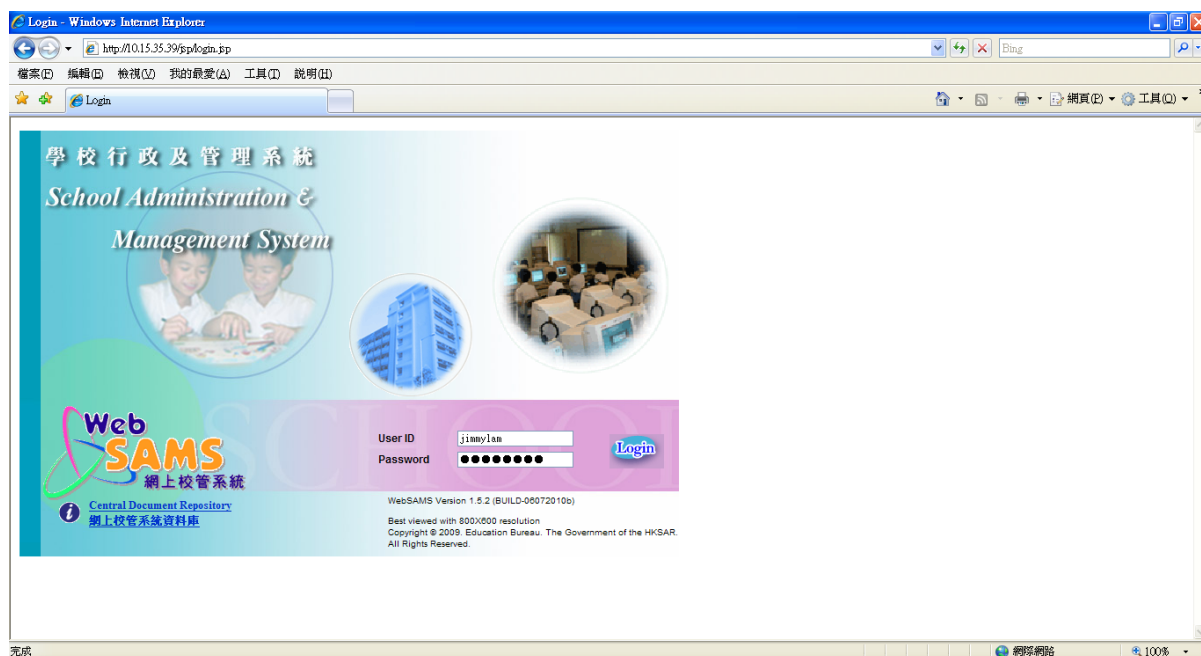 Login - Windows Internet Explorer
http://10.15.35.39/jsp/login.jsp
Bing
檔案(F) 編輯(E) 檢視(V) 我的最愛(A) 工具(T) 說明(H)
Login
網頁(P) 工具(O)
學校行政及管理系統
School Administration &
Management System
SCHOOL
Web
SAMS
網上校管系統
User ID jimmylam
Password ●●●●●●●●
Login
Central Document Repository
網上校管系統資料庫
WebSAMS Version 1.5.2 (BUILD-06072010b)
Best viewed with 800X600 resolution
Copyright © 2009. Education Bureau. The Government of the HKSAR.
All Rights Reserved.
完成 網際網路 100%